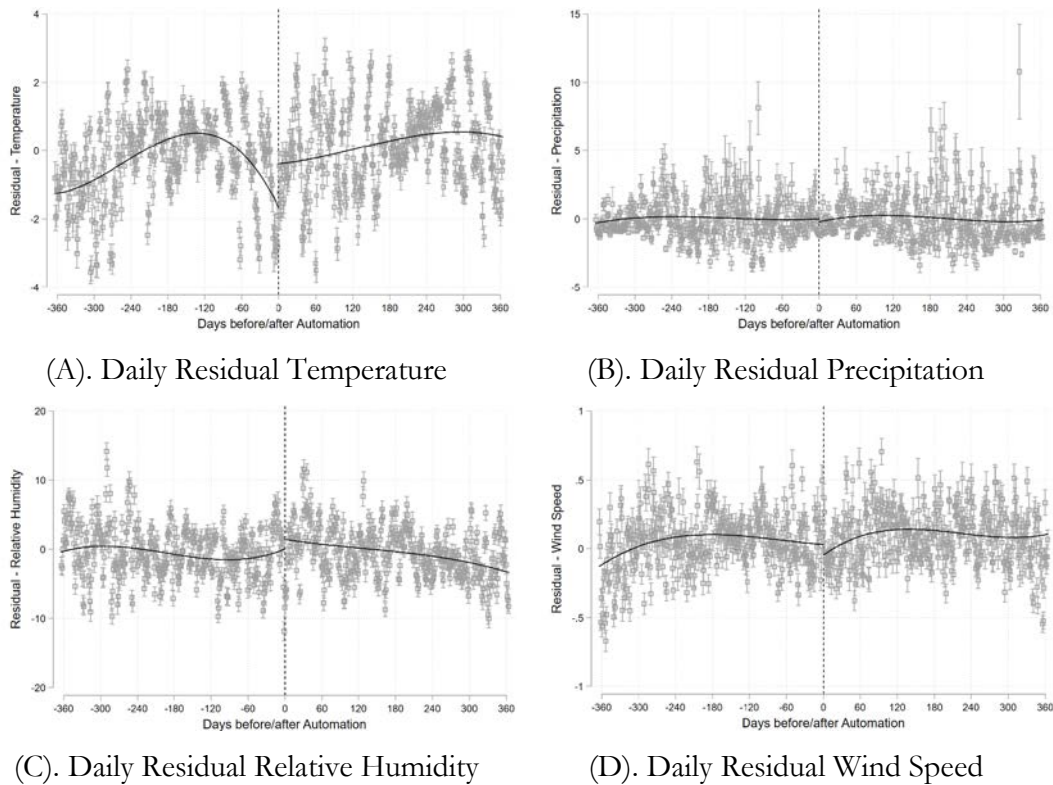 4
2
0
-2
-4
Residual - Temperature
-360 -300 -240 -180 -120 -60 0 60 120 180 240 300 360
Days before/after Automation
(A). Daily Residual Temperature
15
10
5
0
-5
Residual - Precipitation
-360 -300 -240 -180 -120 -60 0 60 120 180 240 300 360
Days before/after Automation
(B). Daily Residual Precipitation
20
10
0
-10
-20
Residual - Relative Humidity
-360 -300 -240 -180 -120 -60 0 60 120 180 240 300 360
Days before/after Automation
(C). Daily Residual Relative Humidity
1
.5
0
-.5
-1
Residual - Wind Speed
-360 -300 -240 -180 -120 -60 0 60 120 180 240 300 360
Days before/after Automation
(D). Daily Residual Wind Speed